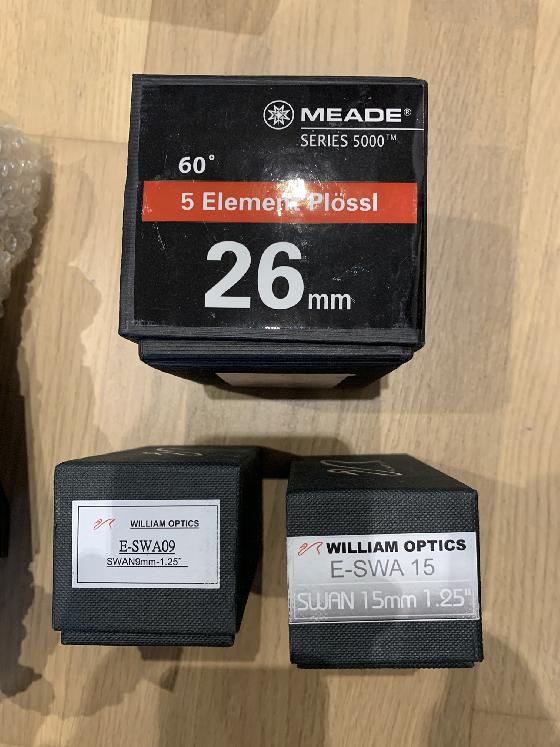 MEADE®
SERIES 5000™
60°
5 Element Plössl
26mm
WILLIAM OPTICS
E-SWA09
SWAN9mm-1.25"
WILLIAM OPTICS
E-SWA 15
SWAN 15mm 1.25"